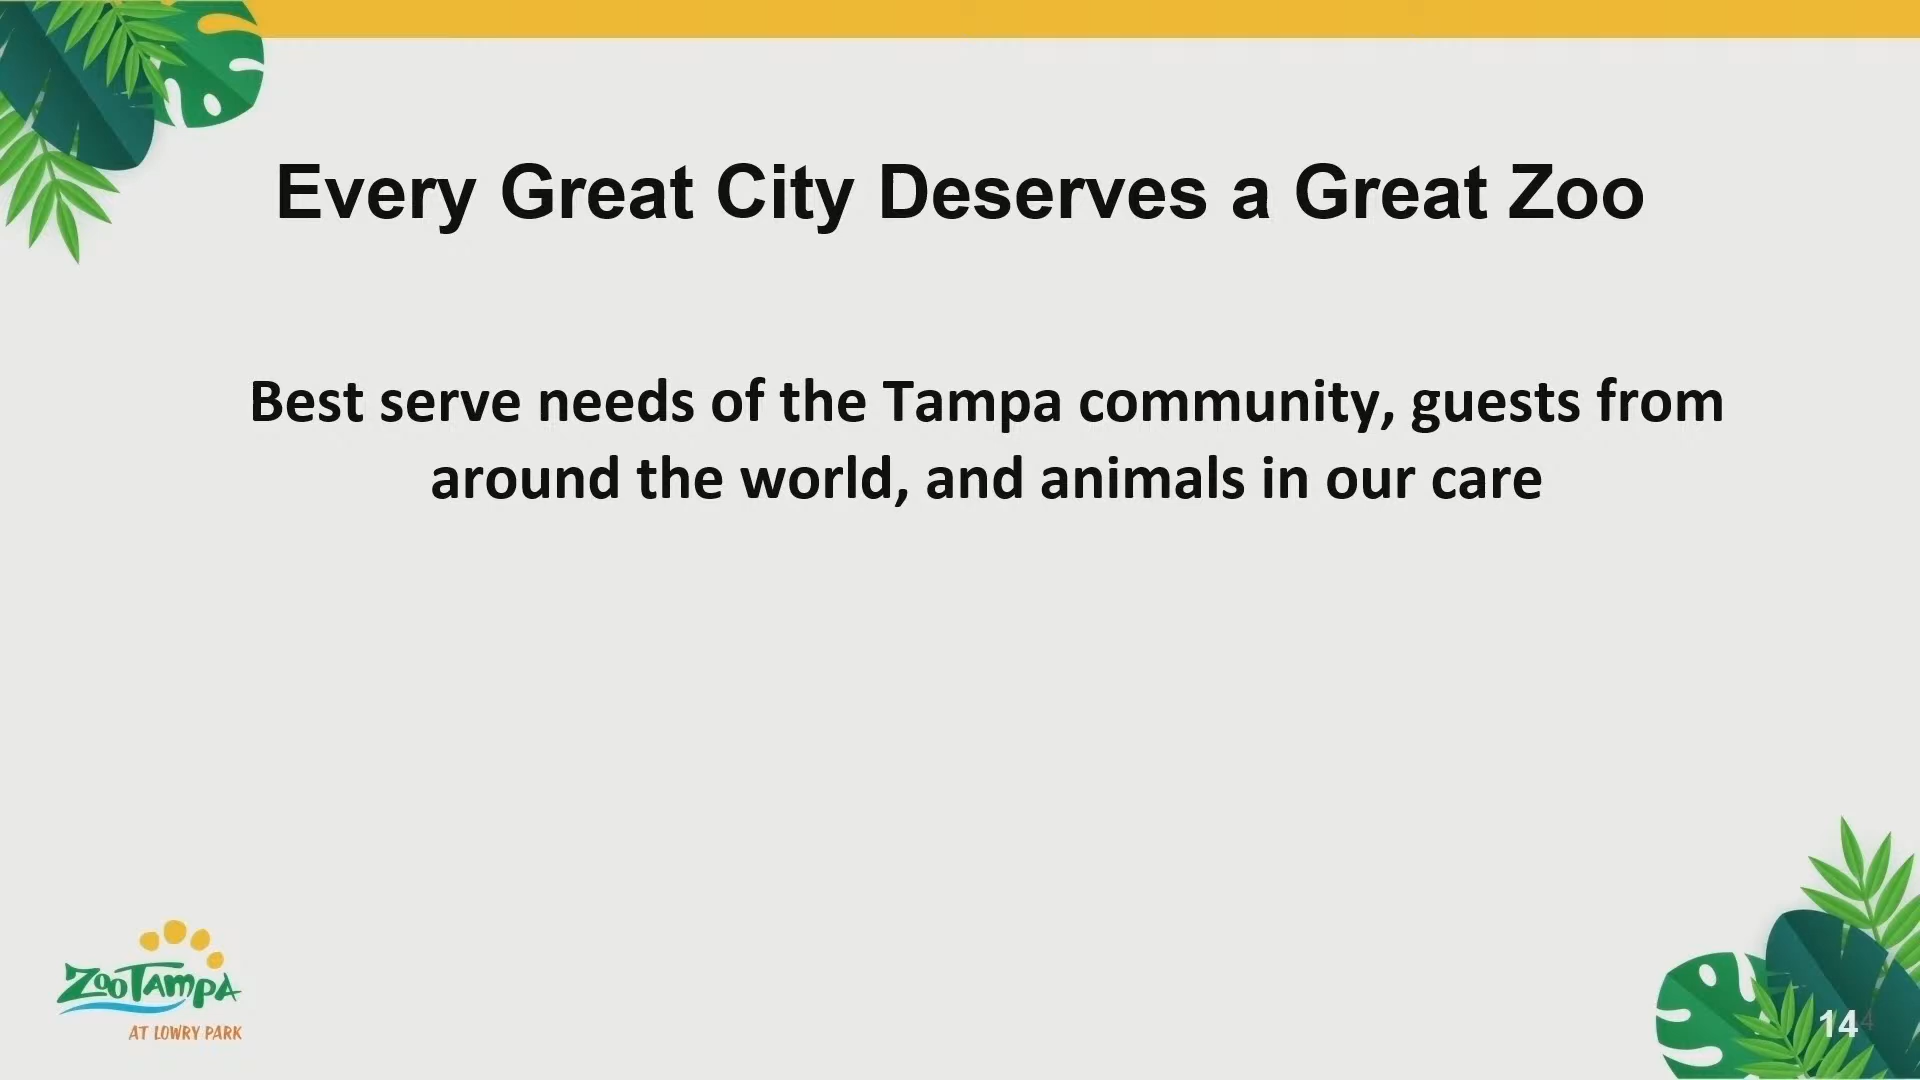 Every Great City Deserves a Great Zoo
Best serve needs of the Tampa community, guests from
around the world, and animals in our care
ZooTampa
AT LOWRY PARK
14